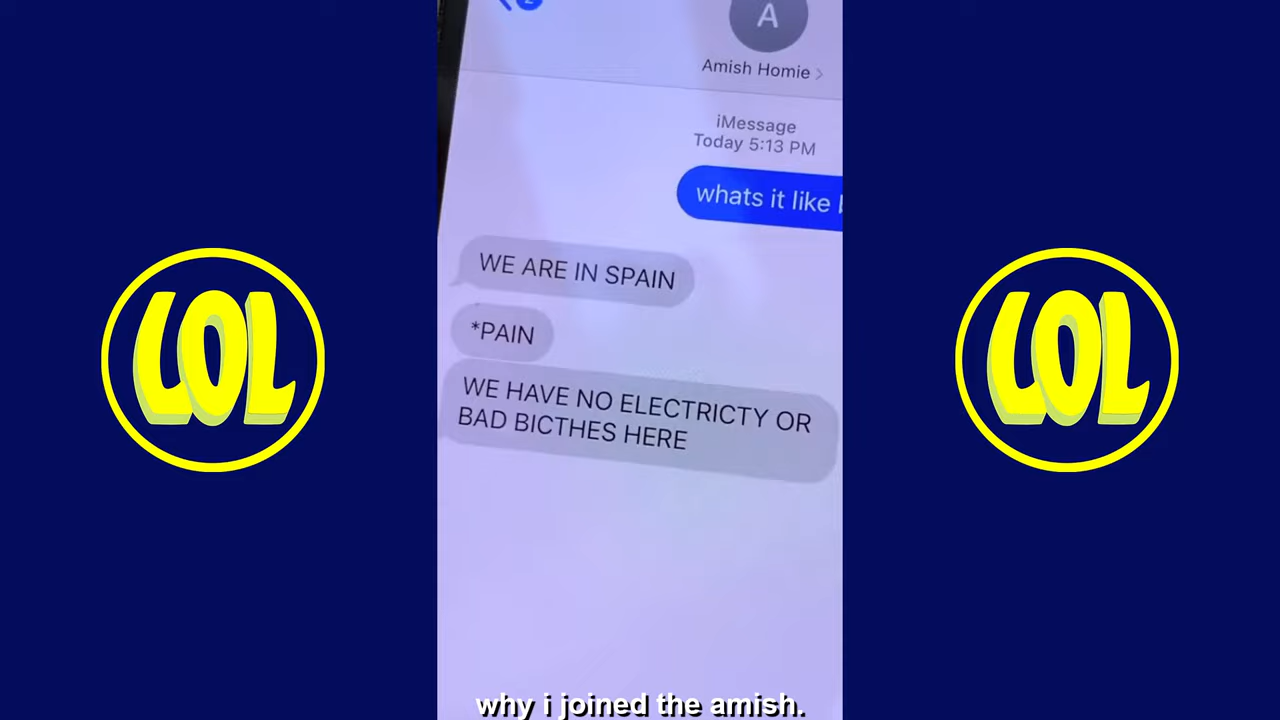 A
Amish Homie >
iMessage
Today 5:13 PM
whats it like
WE ARE IN SPAIN
*PAIN
WE HAVE NO ELECTRICTY OR
BAD BICTHES HERE
LOL
LOL
why i joined the amish.